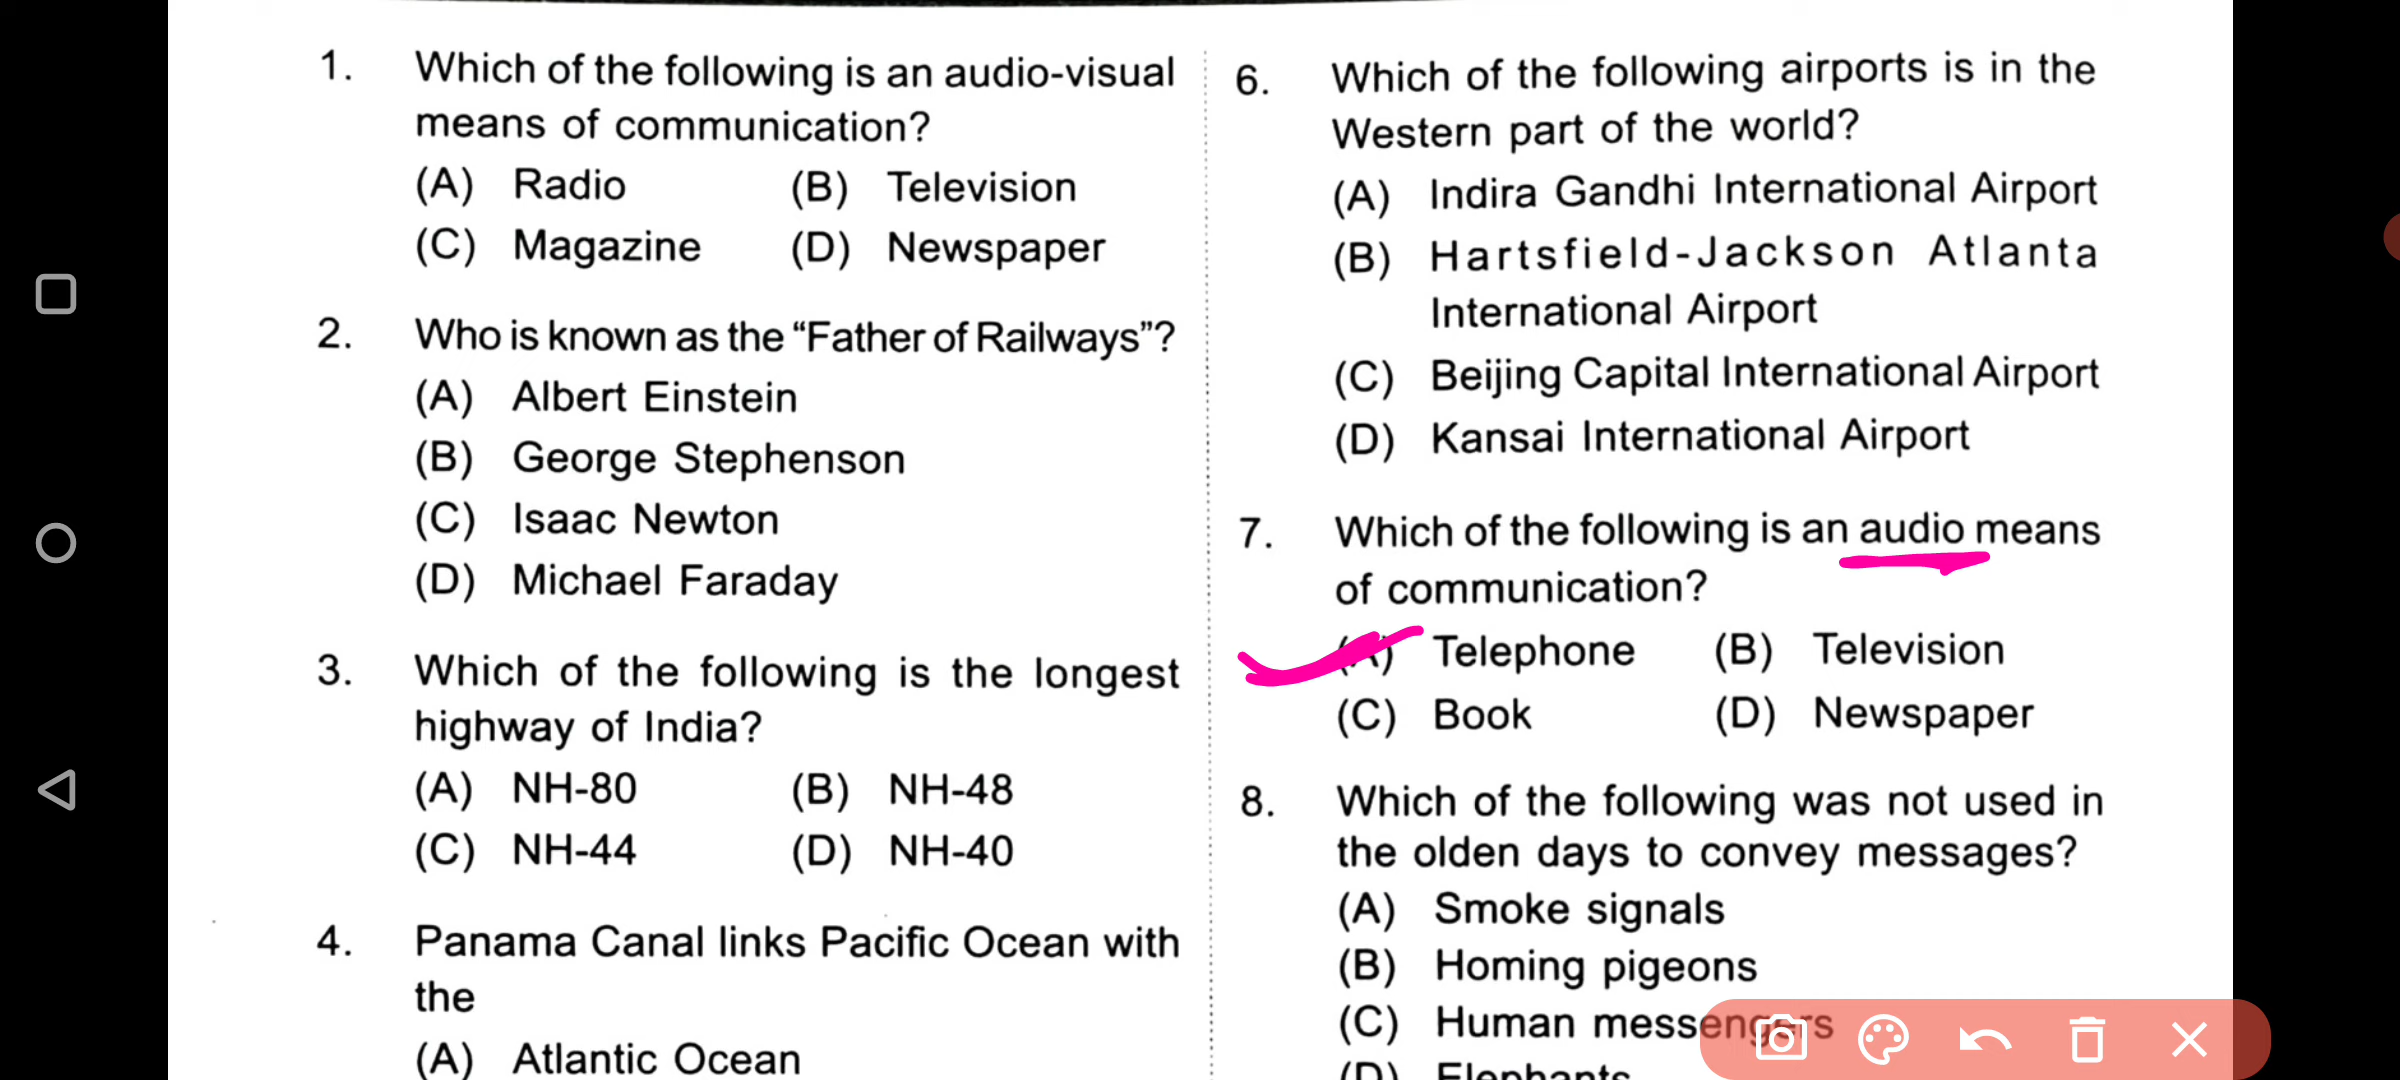 1. Which of the following is an audio-visual
means of communication?
(A) Radio (B) Television
(C) Magazine (D) Newspaper
2. Who is known as the “Father of Railways”?
(A) Albert Einstein
(B) George Stephenson
(C) Isaac Newton
(D) Michael Faraday
3. Which of the following is the longest
highway of India?
(A) NH-80 (B) NH-48
(C) NH-44 (D) NH-40
4. Panama Canal links Pacific Ocean with
the
(A) Atlantic Ocean
6. Which of the following airports is in the
Western part of the world?
(A) Indira Gandhi International Airport
(B) Hartsfield-Jackson Atlanta
International Airport
(C) Beijing Capital International Airport
(D) Kansai International Airport
7. Which of the following is an audio means
of communication?
(A) Telephone (B) Television
(C) Book (D) Newspaper
8. Which of the following was not used in
the olden days to convey messages?
(A) Smoke signals
(B) Homing pigeons
(C) Human messengers
(D) Elephants